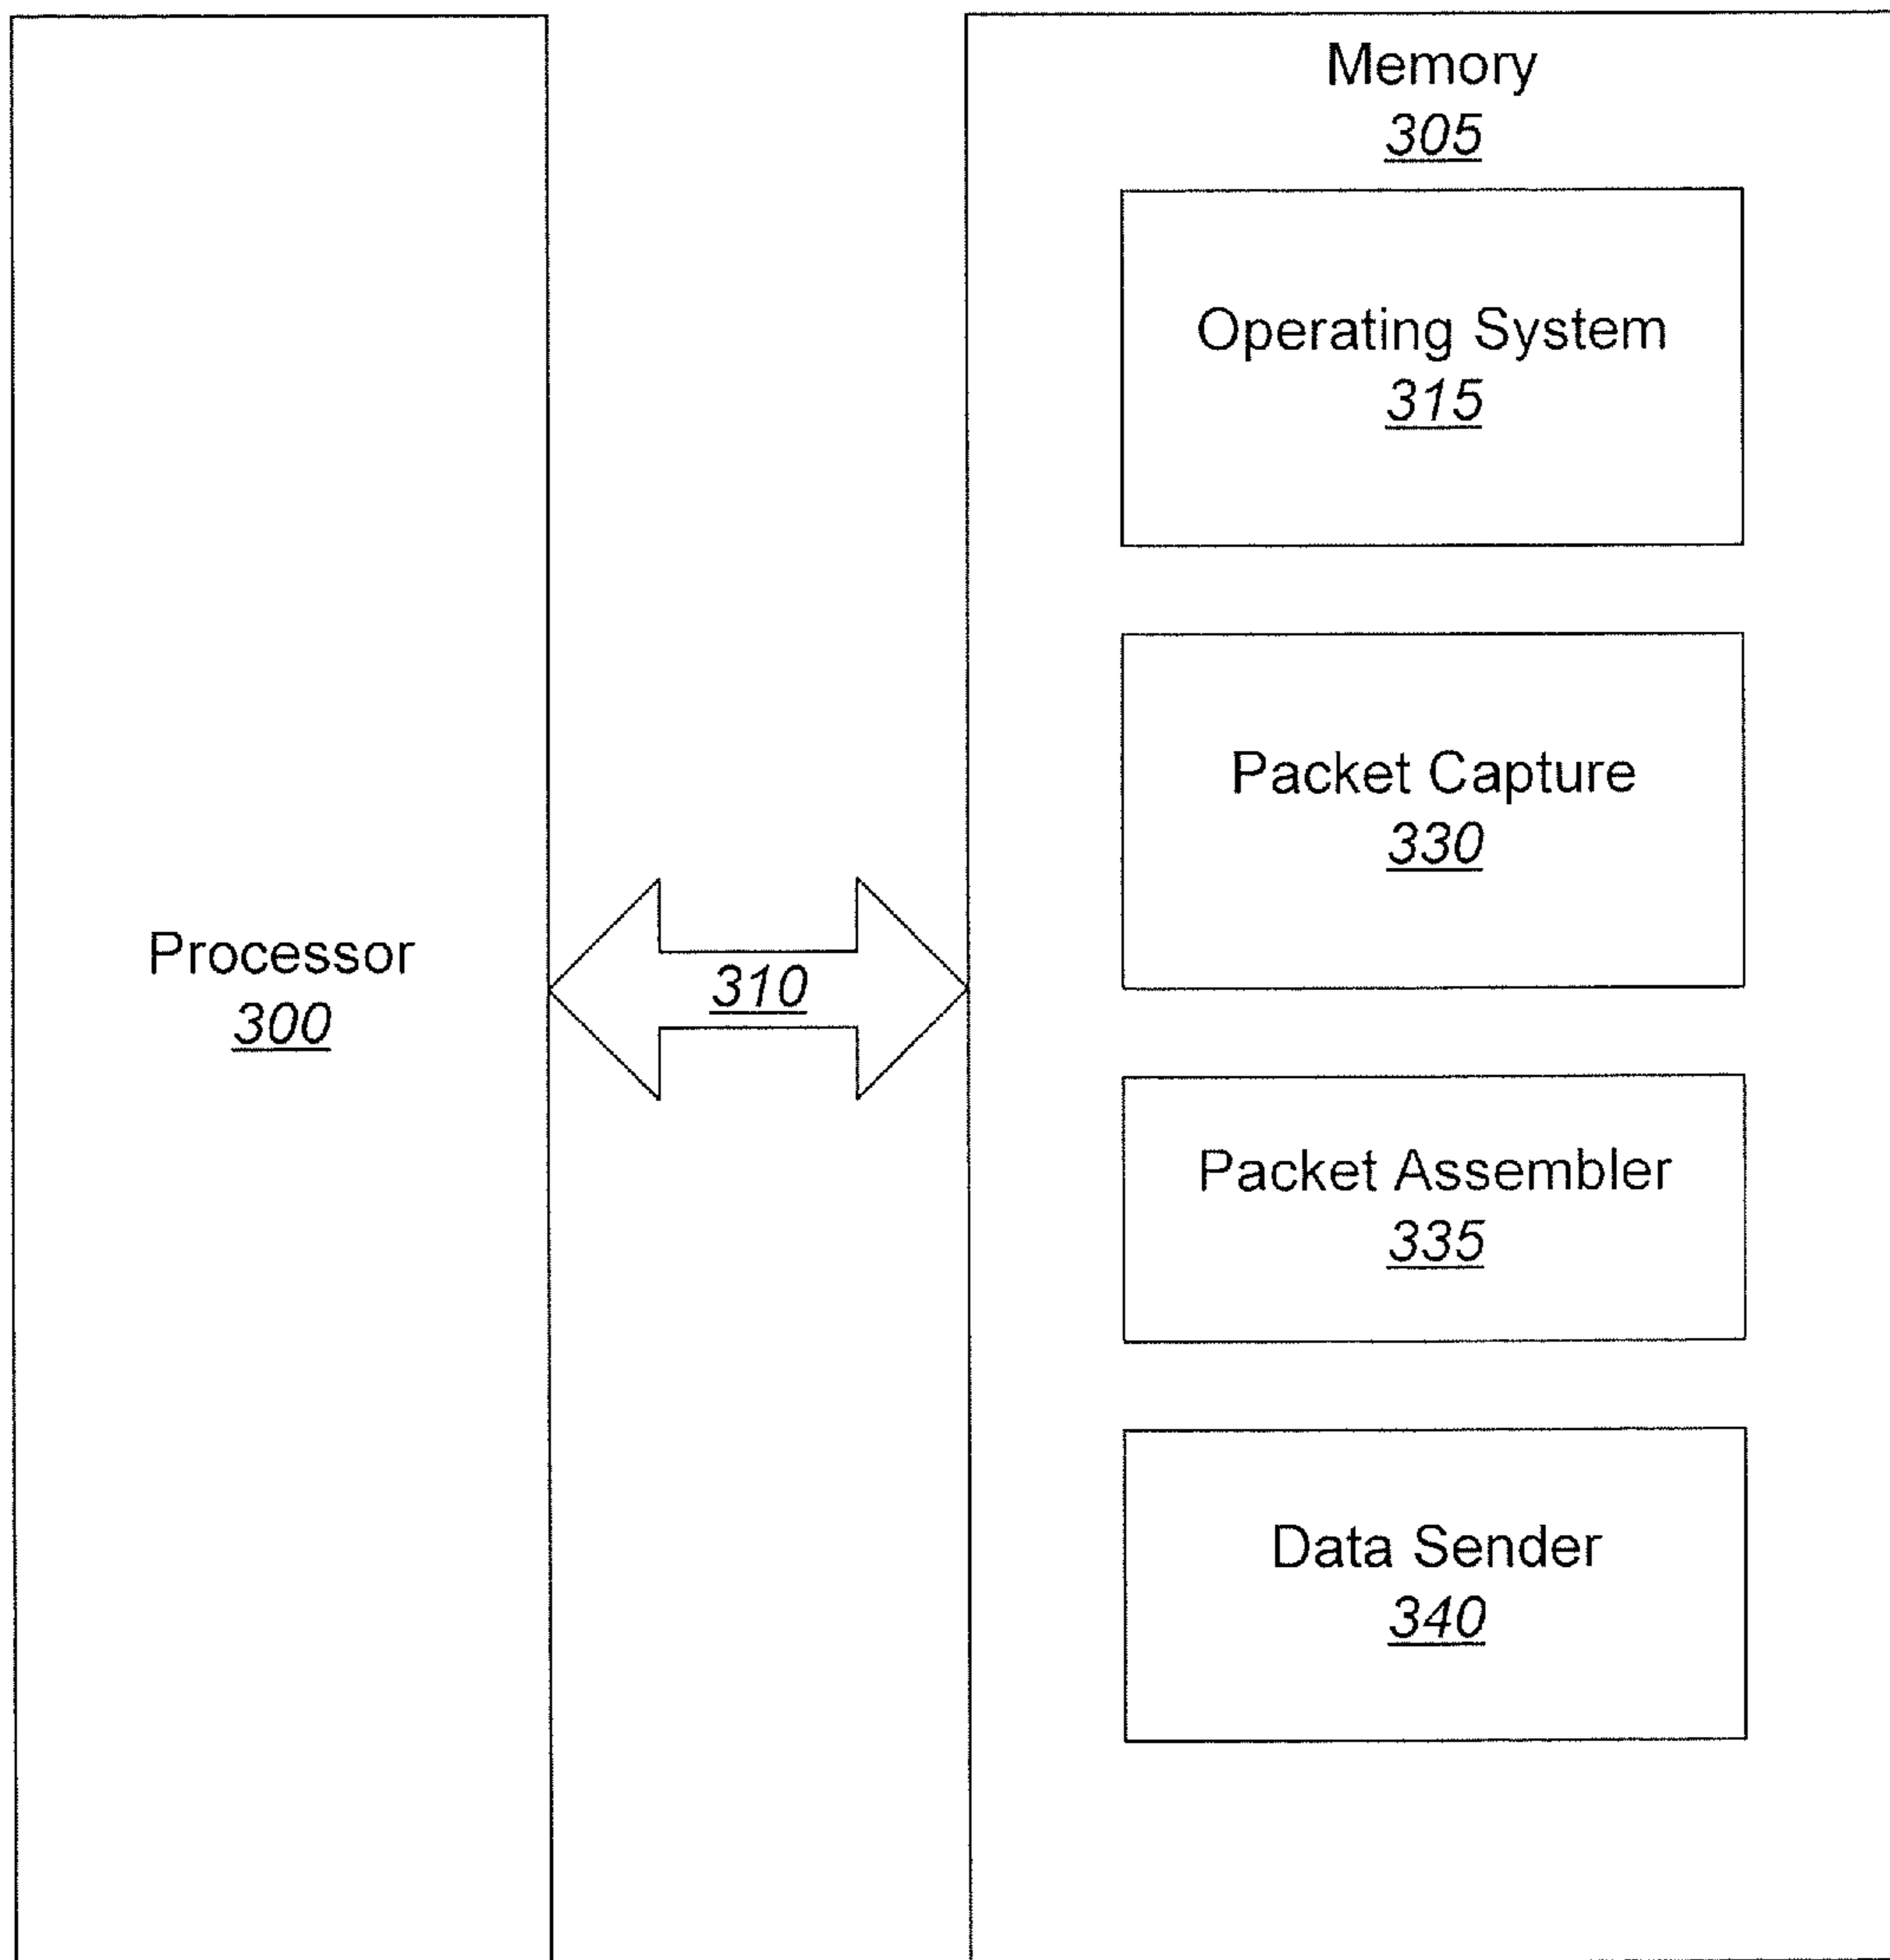 Memory
305
Operating System
315
Packet Capture
330
Processor
300
310
Packet Assembler
335
Data Sender
340